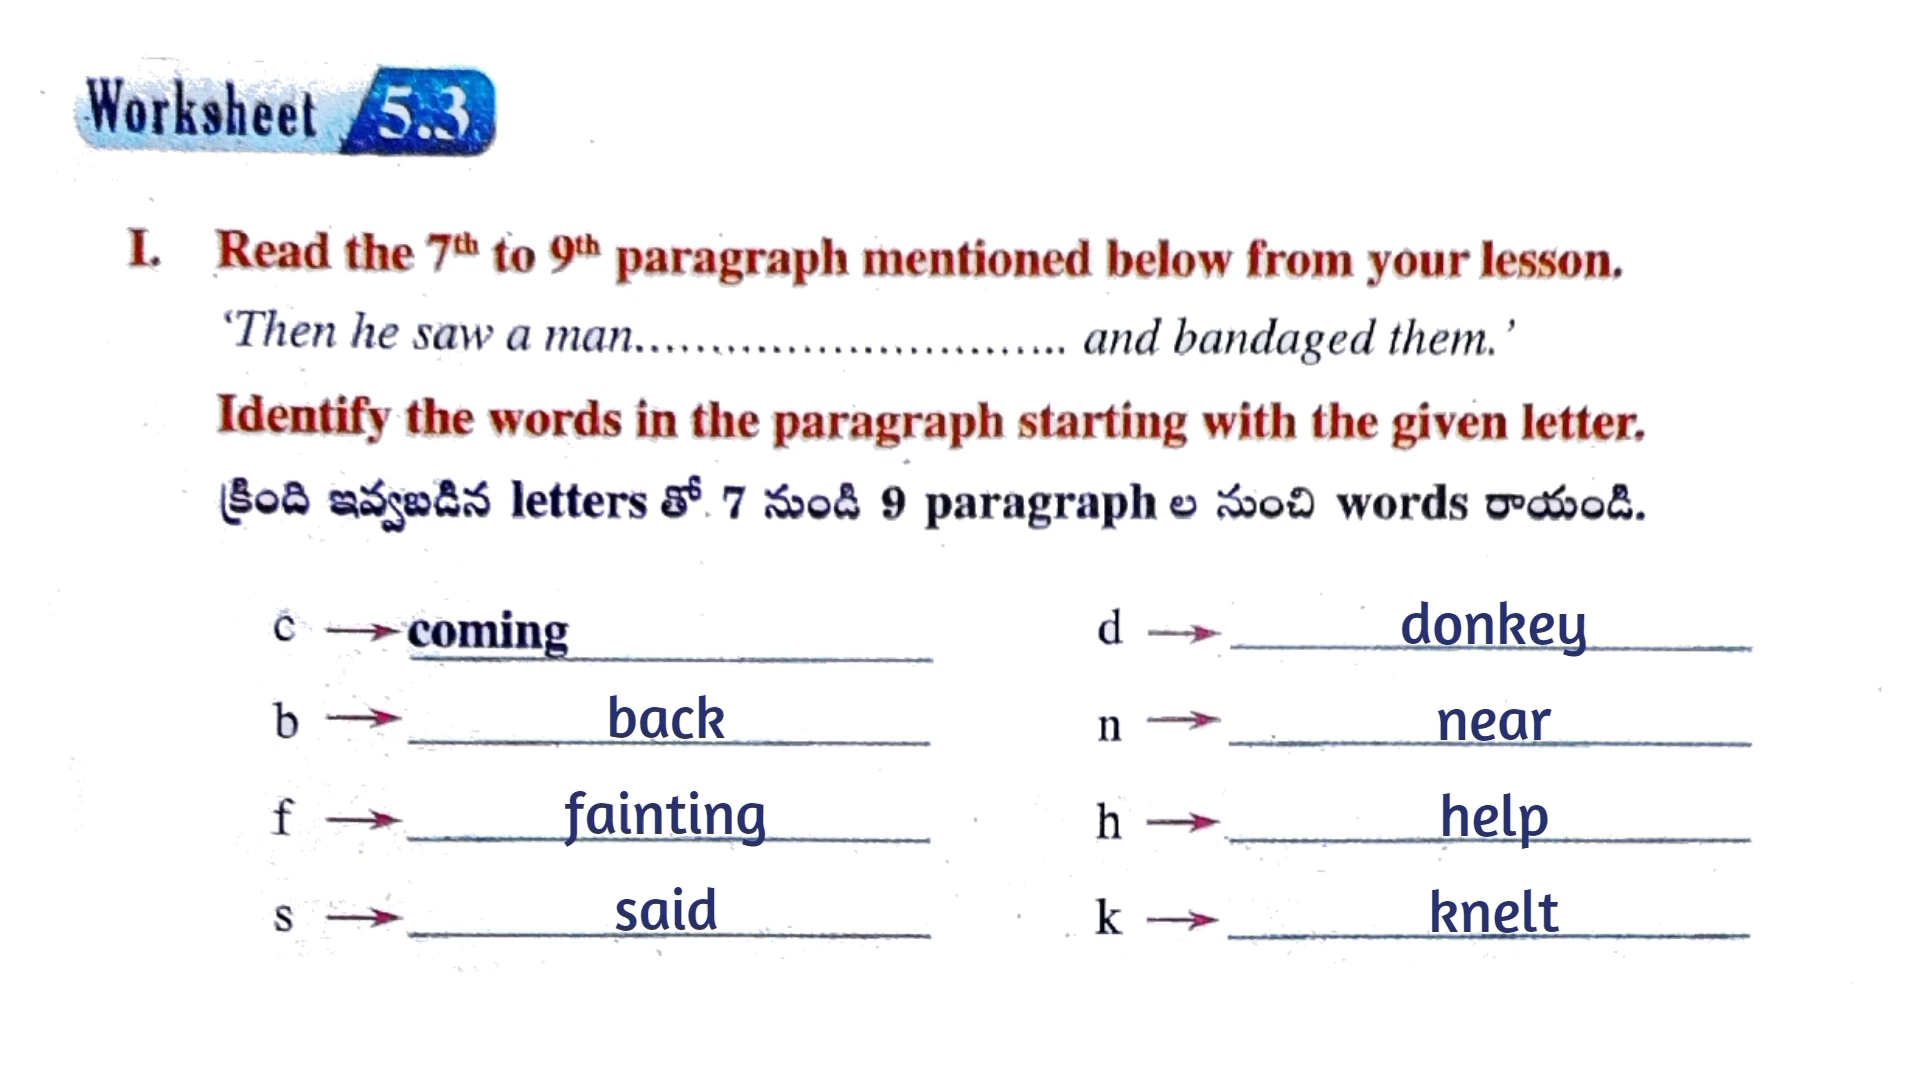 Worksheet 5.3
I. Read the 7th to 9th paragraph mentioned below from your lesson.
‘Then he saw a man............................. and bandaged them.’
Identify the words in the paragraph starting with the given letter.
క్రింది ఇవ్వబడిన letters తో 7 నుండి 9 paragraph ల నుంచి words రాయండి.
c → coming d → donkey
b → back n → near
f → fainting h → help
s → said k → knelt